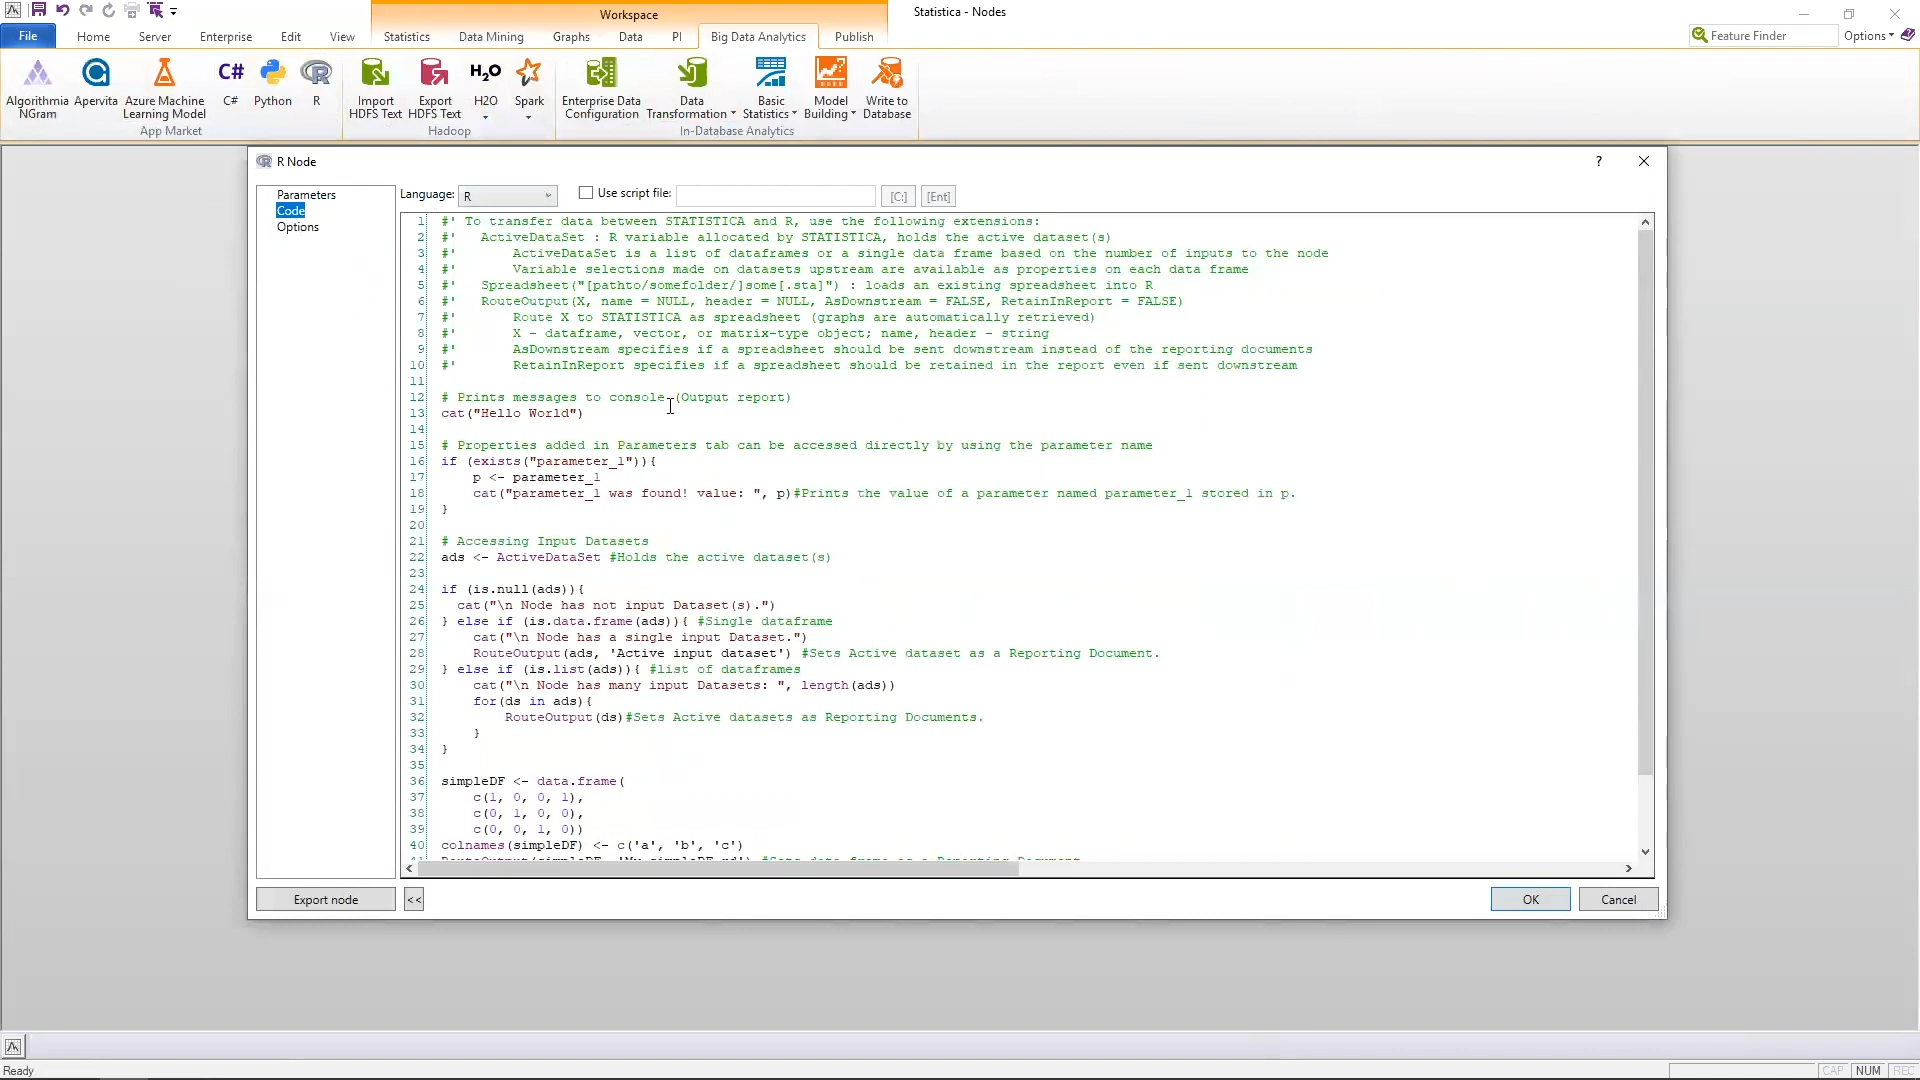 Workspace
Statistica - Nodes
File
Home
Server
Enterprise
Edit
View
Statistics
Data Mining
Graphs
Data
PI
Big Data Analytics
Publish
Feature Finder
Options
Algorithmia NGram
Apervita
Azure Machine Learning Model
C#
C#
Python
R
App Market
Import HDFS Text
Export HDFS Text
H2O
H2O
Spark
Hadoop
Enterprise Data Configuration
Data Transformation
Basic Statistics
Model Building
Write to Database
In-Database Analytics
R Node
?
Parameters
Code
Options
Language:
R
Use script file:
[C:]
[Ent]
1 #' To transfer data between STATISTICA and R, use the following extensions:
2 #' ActiveDataSet : R variable allocated by STATISTICA, holds the active dataset(s)
3 #' ActiveDataSet is a list of dataframes or a single data frame based on the number of inputs to the node
4 #' Variable selections made on datasets upstream are available as properties on each data frame
5 #' Spreadsheet("[pathto/somefolder/]some[.sta]") : loads an existing spreadsheet into R
6 #' RouteOutput(X, name = NULL, header = NULL, AsDownstream = FALSE, RetainInReport = FALSE)
7 #' Route X to STATISTICA as spreadsheet (graphs are automatically retrieved)
8 #' X - dataframe, vector, or matrix-type object; name, header - string
9 #' AsDownstream specifies if a spreadsheet should be sent downstream instead of the reporting documents
10 #' RetainInReport specifies if a spreadsheet should be retained in the report even if sent downstream
11
12 # Prints messages to console (Output report)
13 cat("Hello World")
14
15 # Properties added in Parameters tab can be accessed directly by using the parameter name
16 if (exists("parameter_1")){
17 p <- parameter_1
18 cat("parameter_1 was found! value: ", p)#Prints the value of a parameter named parameter_1 stored in p.
19 }
20
21 # Accessing Input Datasets
22 ads <- ActiveDataSet #Holds the active dataset(s)
23
24 if (is.null(ads)){
25 cat("\n Node has not input Dataset(s).")
26 } else if (is.data.frame(ads)){ #Single dataframe
27 cat("\n Node has a single input Dataset.")
28 RouteOutput(ads, 'Active input dataset') #Sets Active dataset as a Reporting Document.
29 } else if (is.list(ads)){ #list of dataframes
30 cat("\n Node has many input Datasets: ", length(ads))
31 for(ds in ads){
32 RouteOutput(ds)#Sets Active datasets as Reporting Documents.
33 }
34 }
35
36 simpleDF <- data.frame(
37 c(1, 0, 0, 1),
38 c(0, 1, 0, 0),
39 c(0, 0, 1, 0))
40 colnames(simpleDF) <- c('a', 'b', 'c')
Export node
<<
OK
Cancel
Ready
CAP
NUM
REC